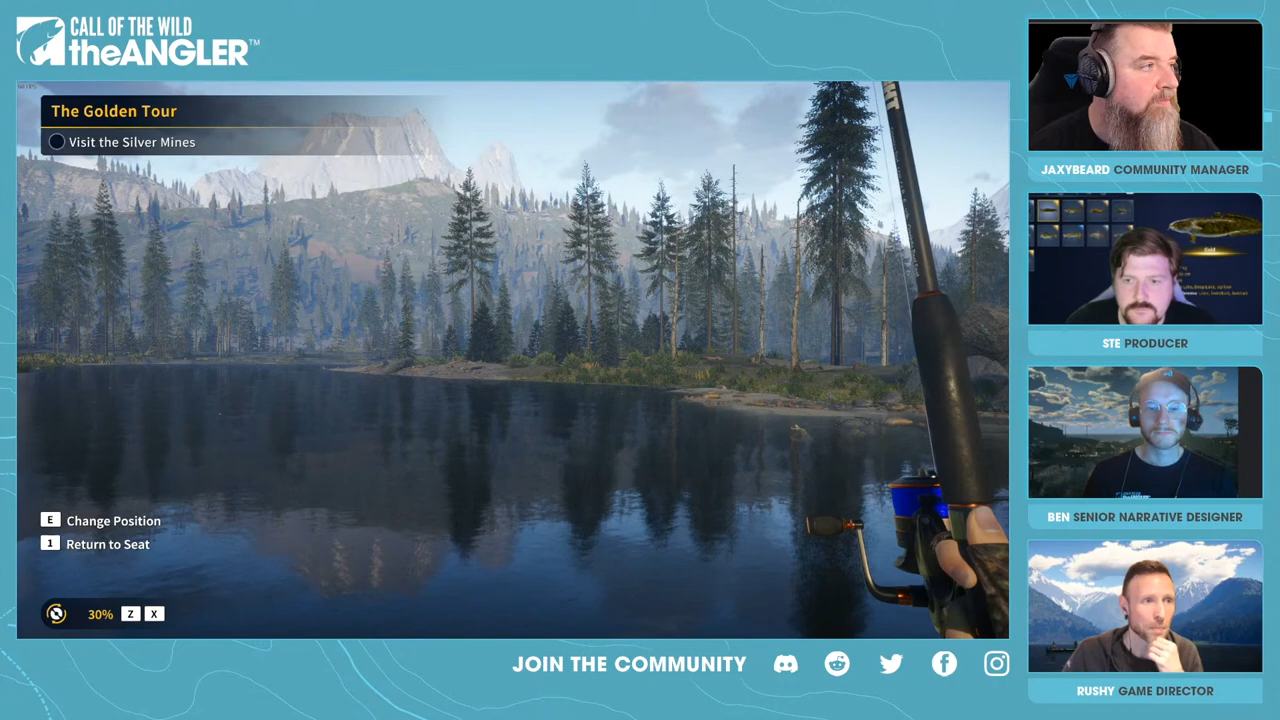 CALL OF THE WILD
theANGLER™
The Golden Tour
Visit the Silver Mines
E Change Position
1 Return to Seat
30% Z X
JOIN THE COMMUNITY
JAXYBEARD COMMUNITY MANAGER
STE PRODUCER
BEN SENIOR NARRATIVE DESIGNER
RUSHY GAME DIRECTOR